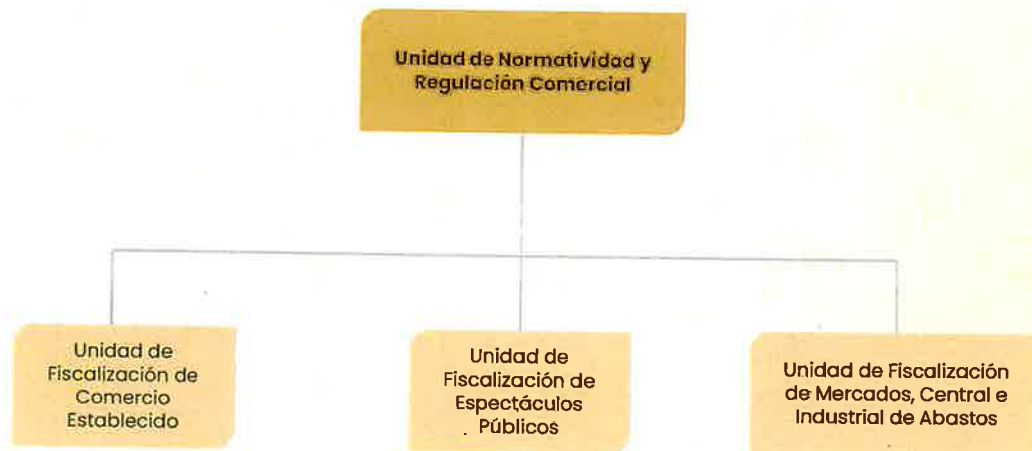 Unidad de Normatividad y
Regulación Comercial
Unidad de
Fiscalización de
Comercio
Establecido
Unidad de
Fiscalización de
Espectáculos
Públicos
Unidad de Fiscalización
de Mercados, Central e
Industrial de Abastos